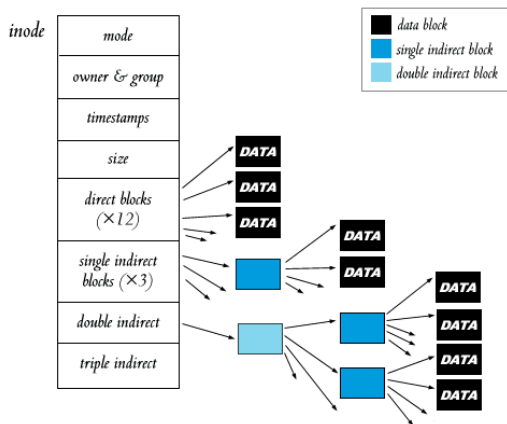 inode
mode
owner & group
timestamps
size
direct blocks
(×12)
single indirect
blocks (×3)
double indirect
triple indirect
data block
single indirect block
double indirect block
DATA
DATA
DATA
DATA
DATA
DATA
DATA
DATA
DATA